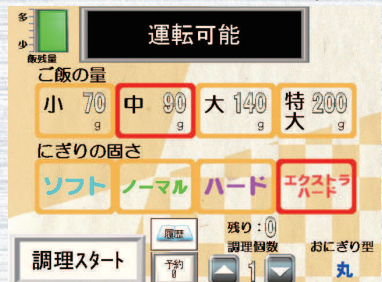 多
少
飯残量
運転可能
ご飯の量
小 70 g
中 90 g
大 140 g
特大 200 g
にぎりの固さ
ソフト
ノーマル
ハード
エクストラ
ハード
調理スタート
履歴
予約
0
残り:0
調理個数
1
おにぎり型
丸